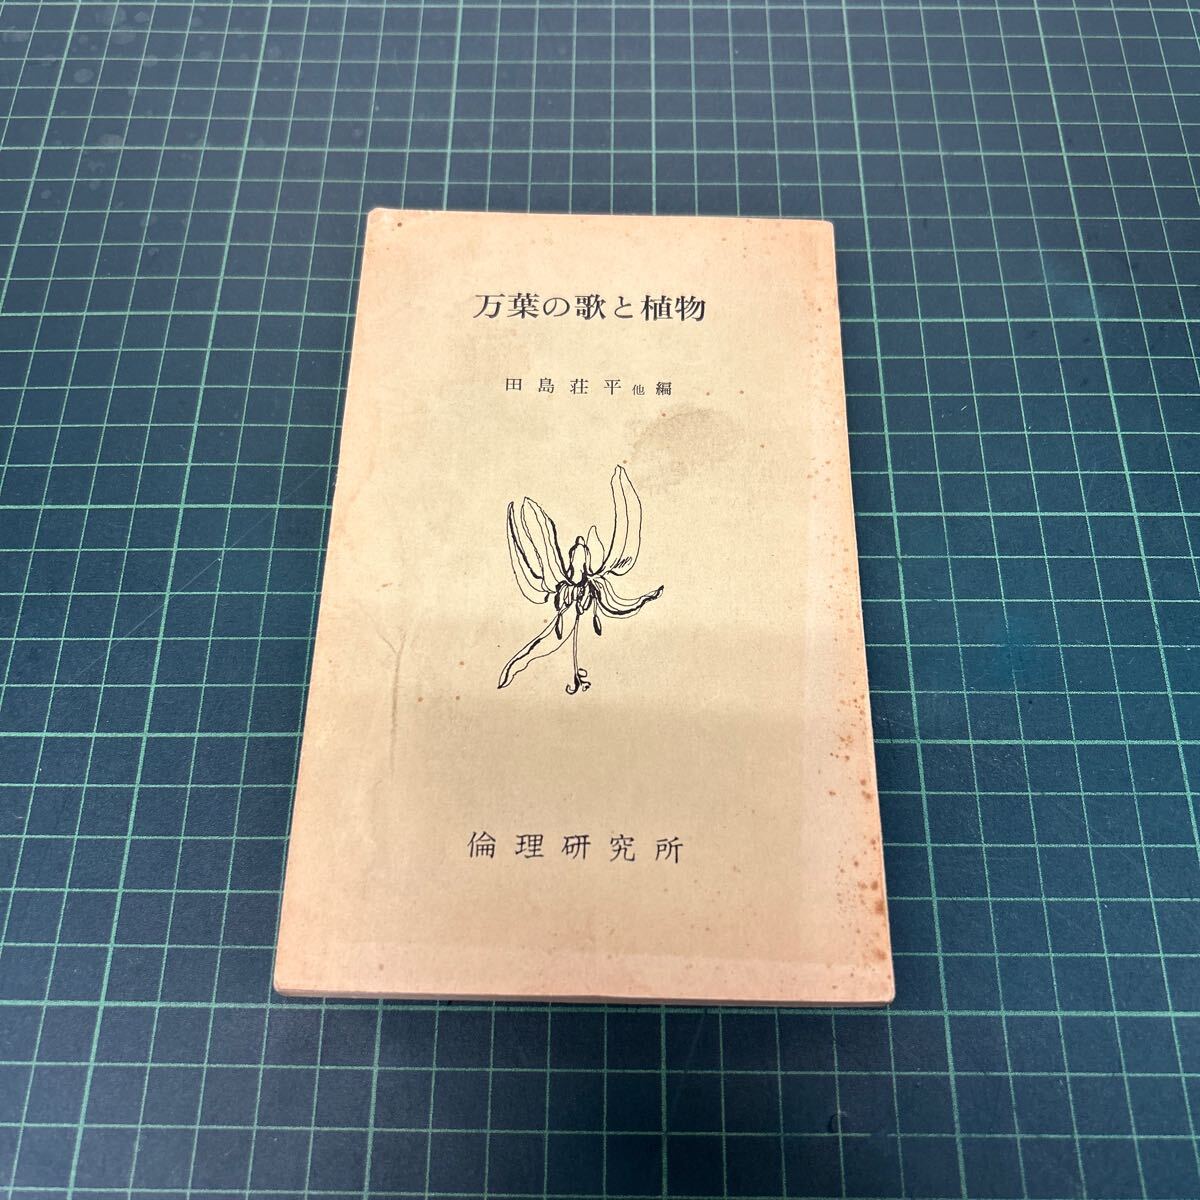 万葉の歌と植物
田島荘平他編
倫理研究所